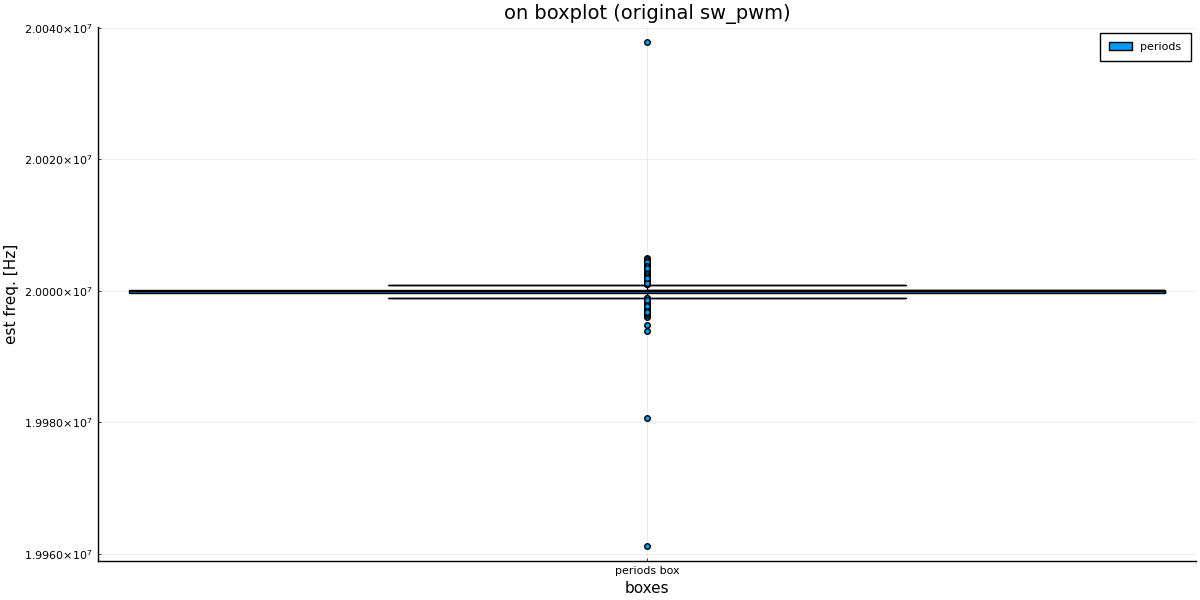 on boxplot (original sw_pwm)
periods
est freq. [Hz]
2.0040×10⁷
2.0020×10⁷
2.0000×10⁷
1.9980×10⁷
1.9960×10⁷
periods box
boxes